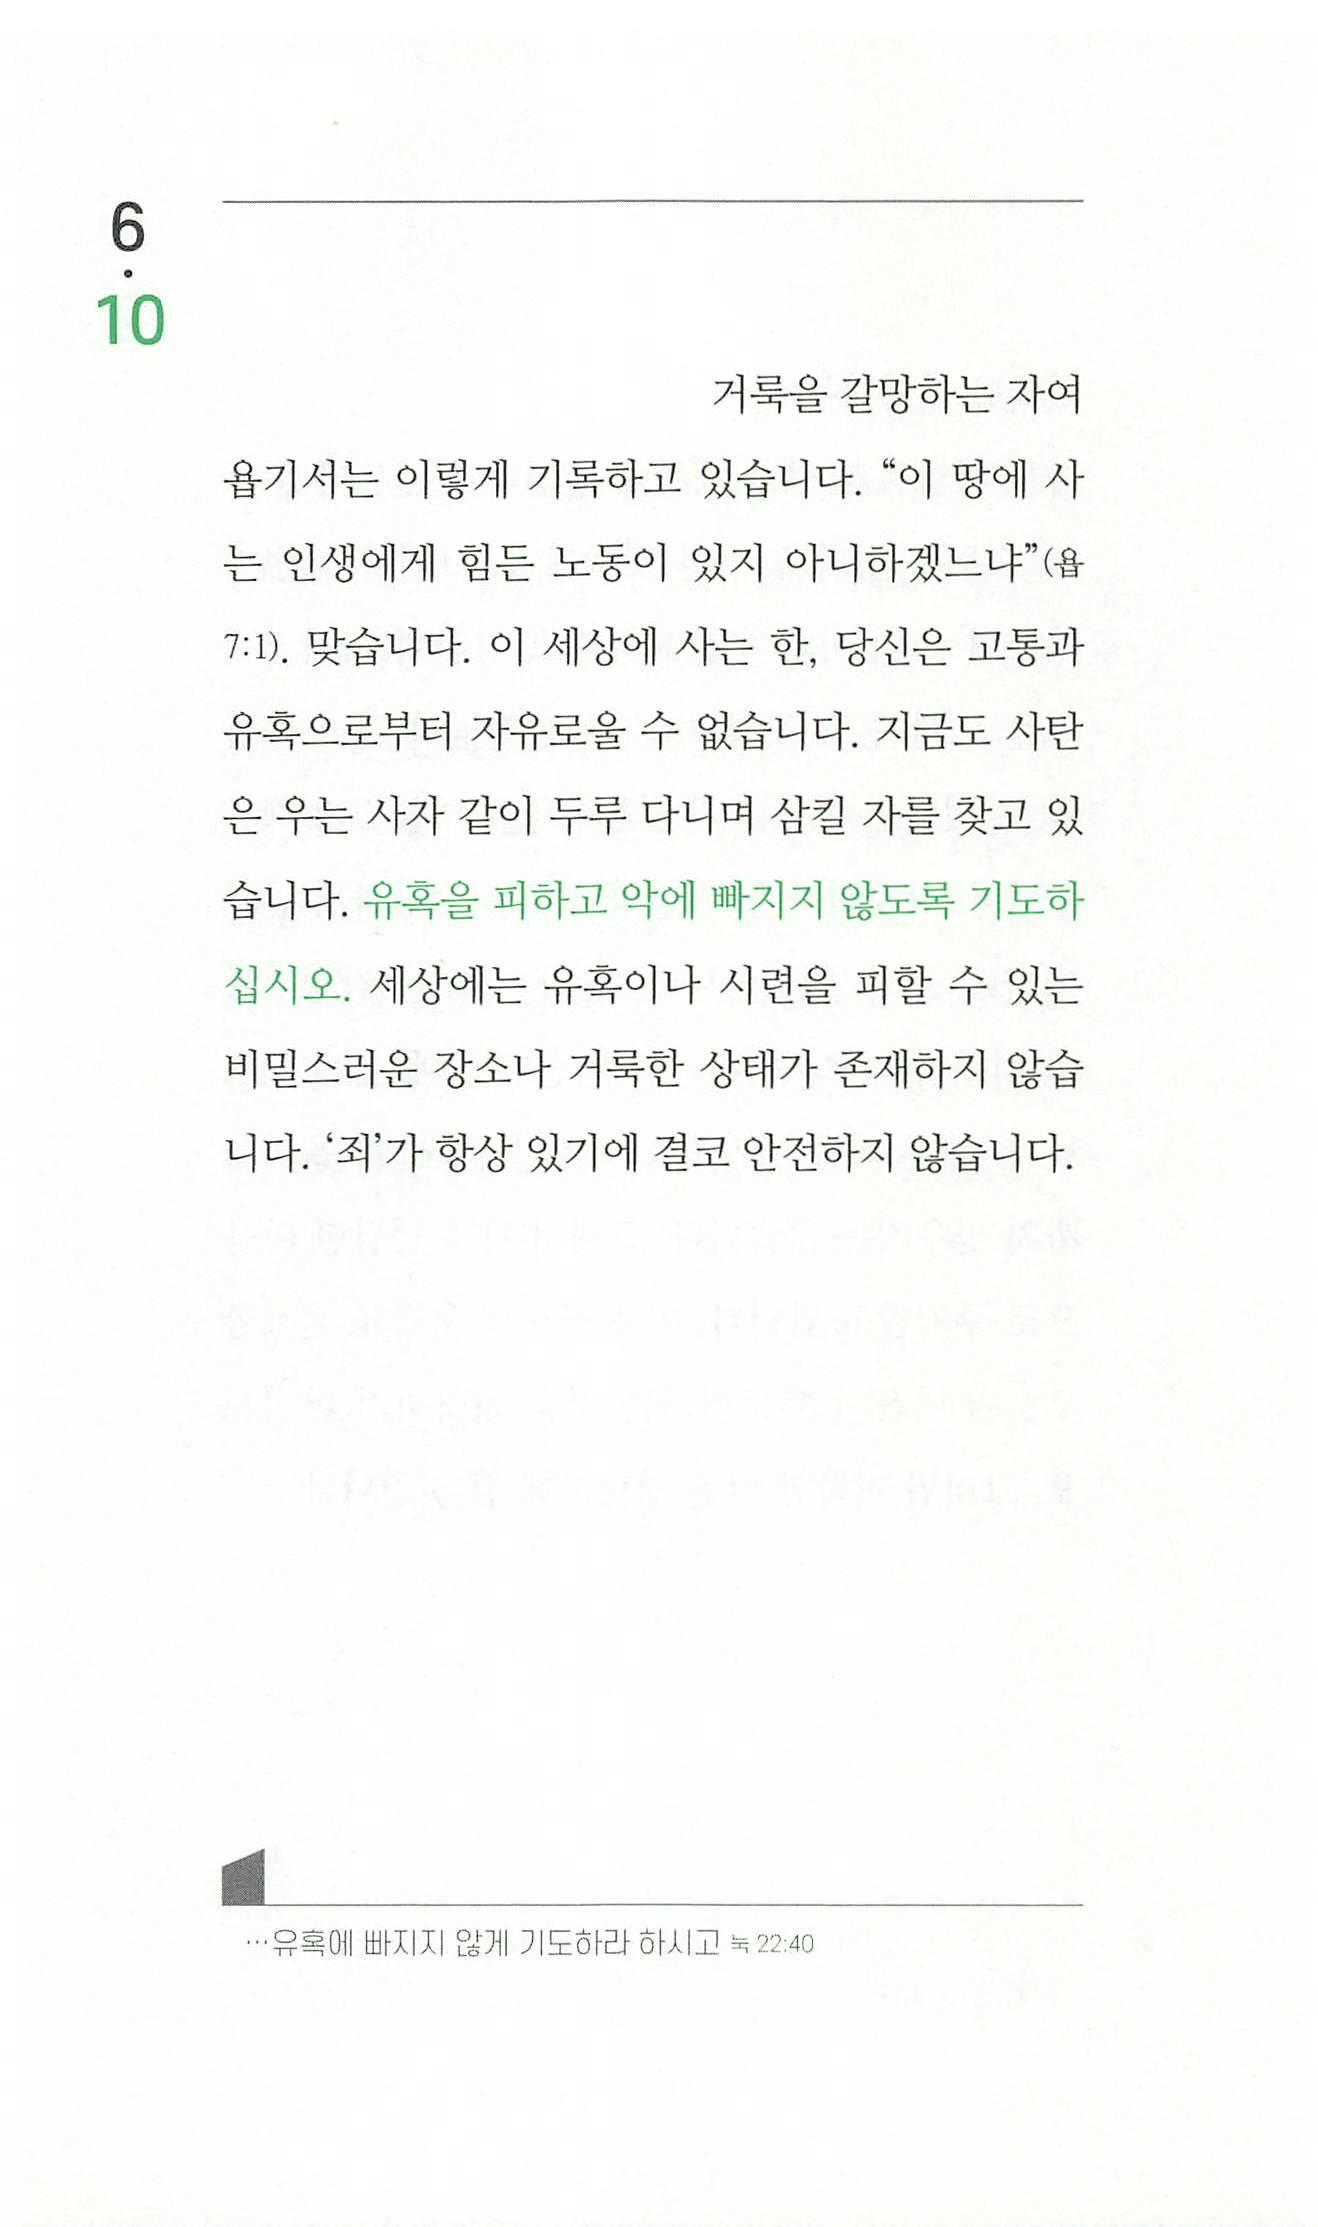 6
·
10
거룩을 갈망하는 자여
욥기서는 이렇게 기록하고 있습니다. “이 땅에 사
는 인생에게 힘든 노동이 있지 아니하겠느냐”(욥
7:1). 맞습니다. 이 세상에 사는 한, 당신은 고통과
유혹으로부터 자유로울 수 없습니다. 지금도 사탄
은 우는 사자 같이 두루 다니며 삼킬 자를 찾고 있
습니다. 유혹을 피하고 악에 빠지지 않도록 기도하
십시오. 세상에는 유혹이나 시련을 피할 수 있는
비밀스러운 장소나 거룩한 상태가 존재하지 않습
니다. ‘죄’가 항상 있기에 결코 안전하지 않습니다.
…유혹에 빠지지 않게 기도하라 하시고 눅 22:40